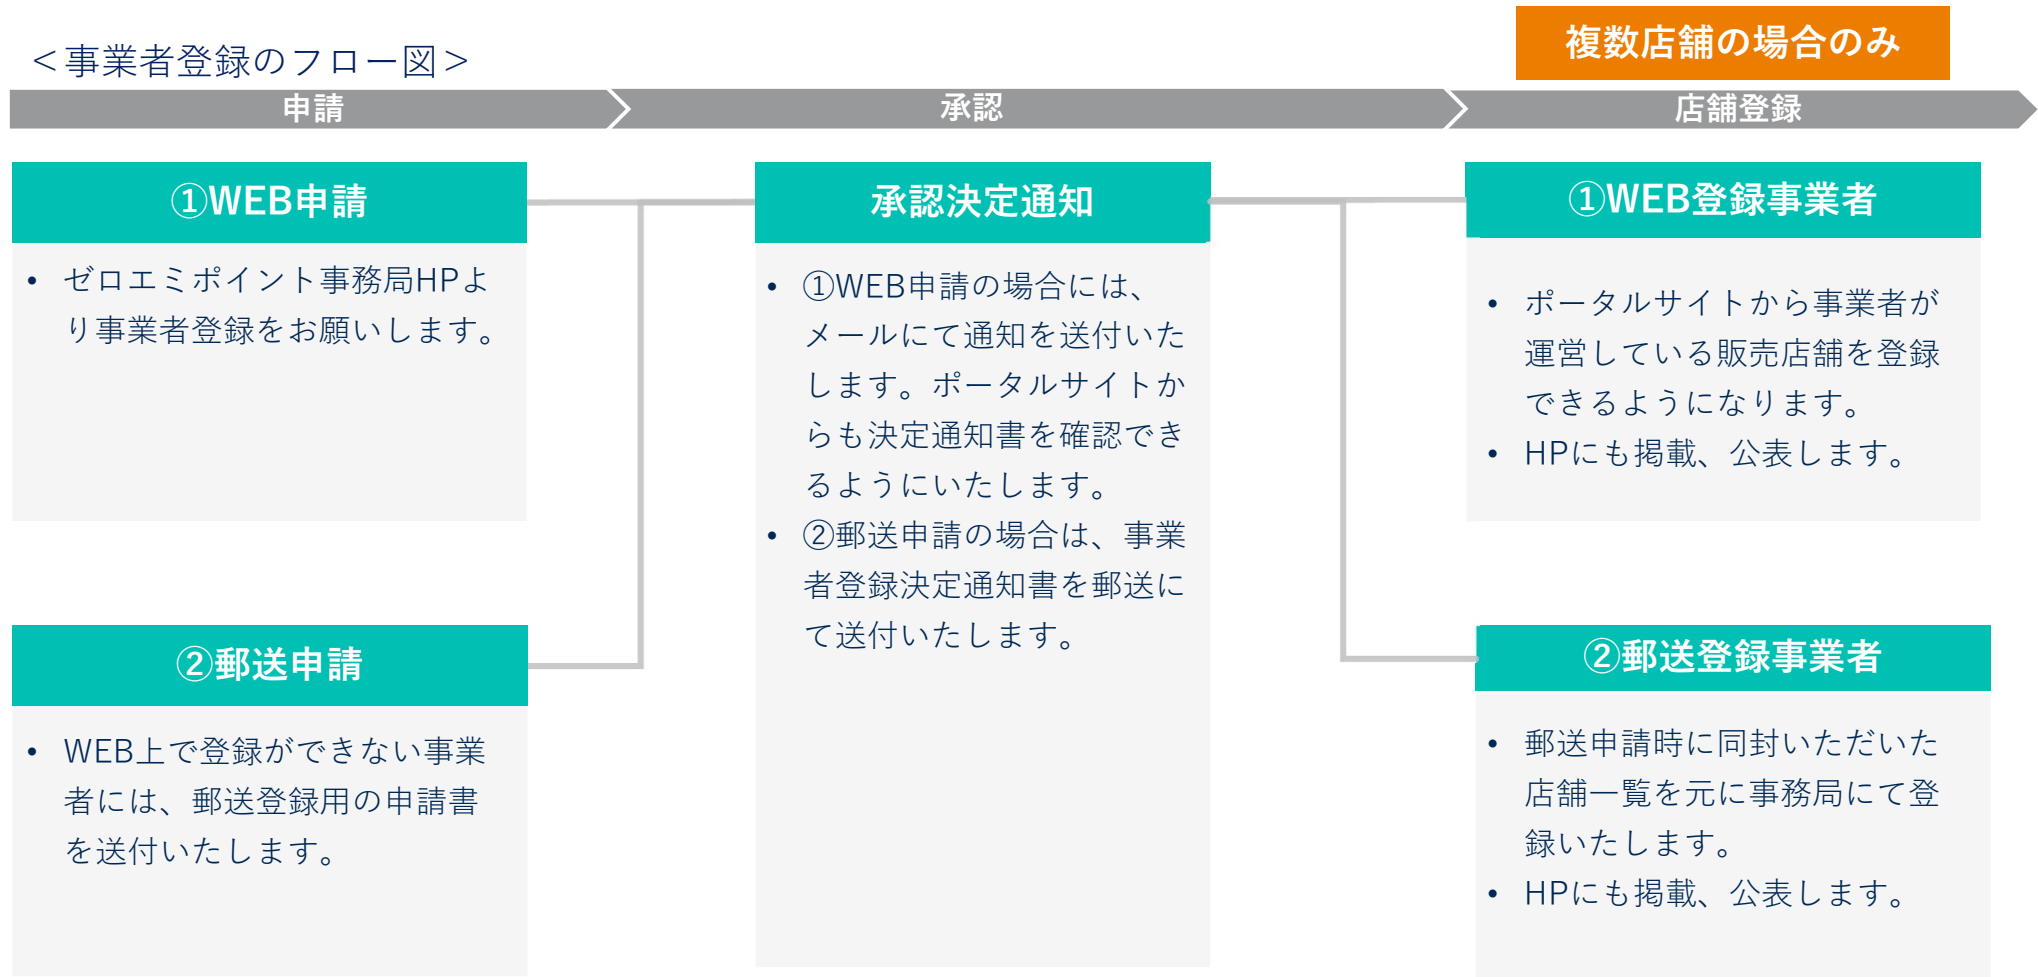 複数店舗の場合のみ
＜事業者登録のフロー図＞
申請
承認
店舗登録
①WEB申請
• ゼロエミポイント事務局HPよ
り事業者登録をお願いします。
②郵送申請
• WEB上で登録ができない事業
者には、郵送登録用の申請書
を送付いたします。
承認決定通知
• ①WEB申請の場合には、
メールにて通知を送付いた
します。ポータルサイトか
らも決定通知書を確認でき
るようにいたします。
• ②郵送申請の場合は、事業
者登録決定通知書を郵送に
て送付いたします。
①WEB登録事業者
• ポータルサイトから事業者が
運営している販売店舗を登録
できるようになります。
• HPにも掲載、公表します。
②郵送登録事業者
• 郵送申請時に同封いただいた
店舗一覧を元に事務局にて登
録いたします。
• HPにも掲載、公表します。